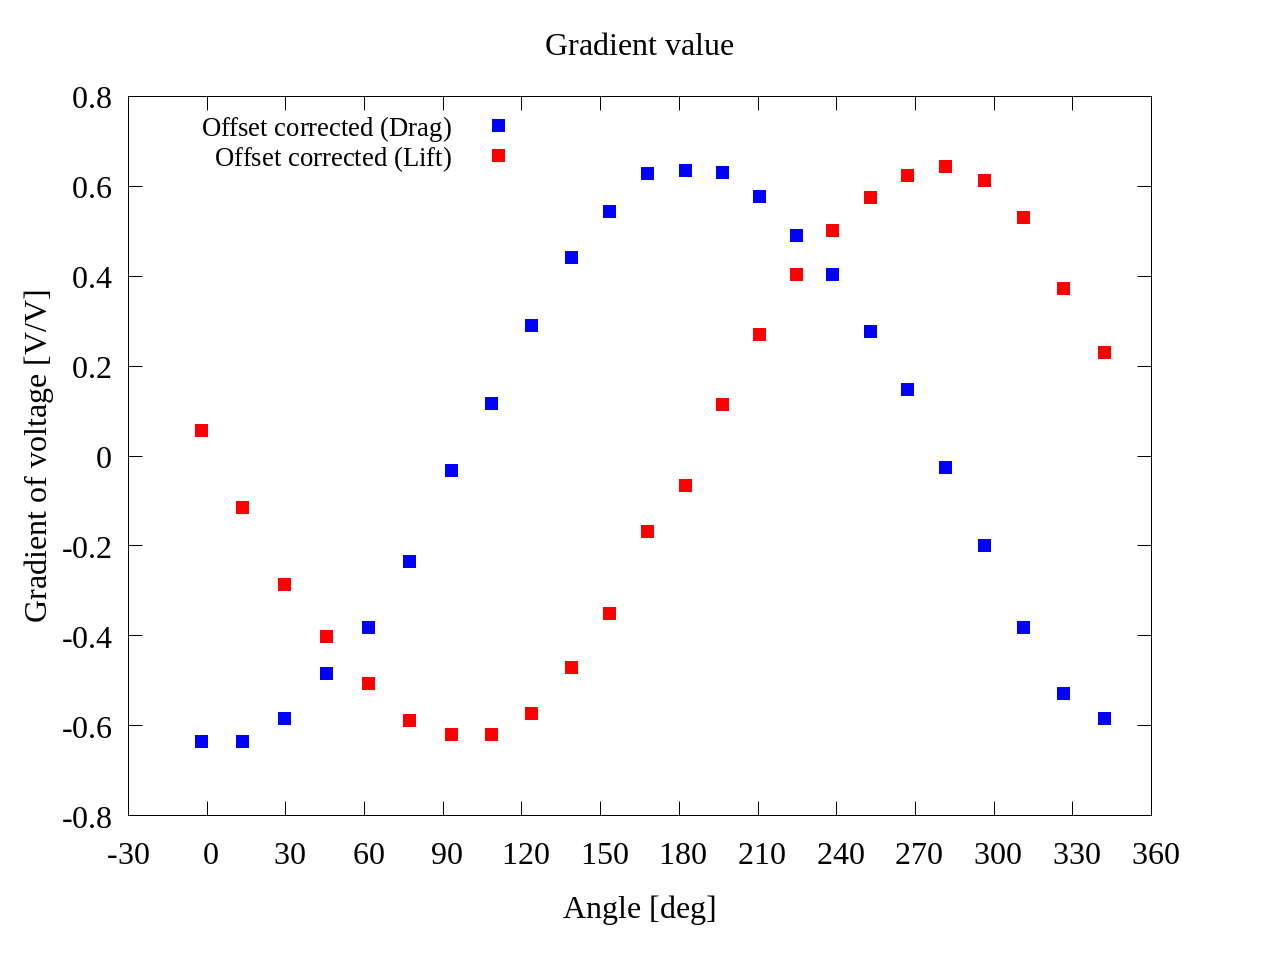 Gradient value
Offset corrected (Drag)
Offset corrected (Lift)
0.8
0.6
0.4
0.2
0
-0.2
-0.4
-0.6
-0.8
Gradient of voltage [V/V]
-30 0 30 60 90 120 150 180 210 240 270 300 330 360
Angle [deg]